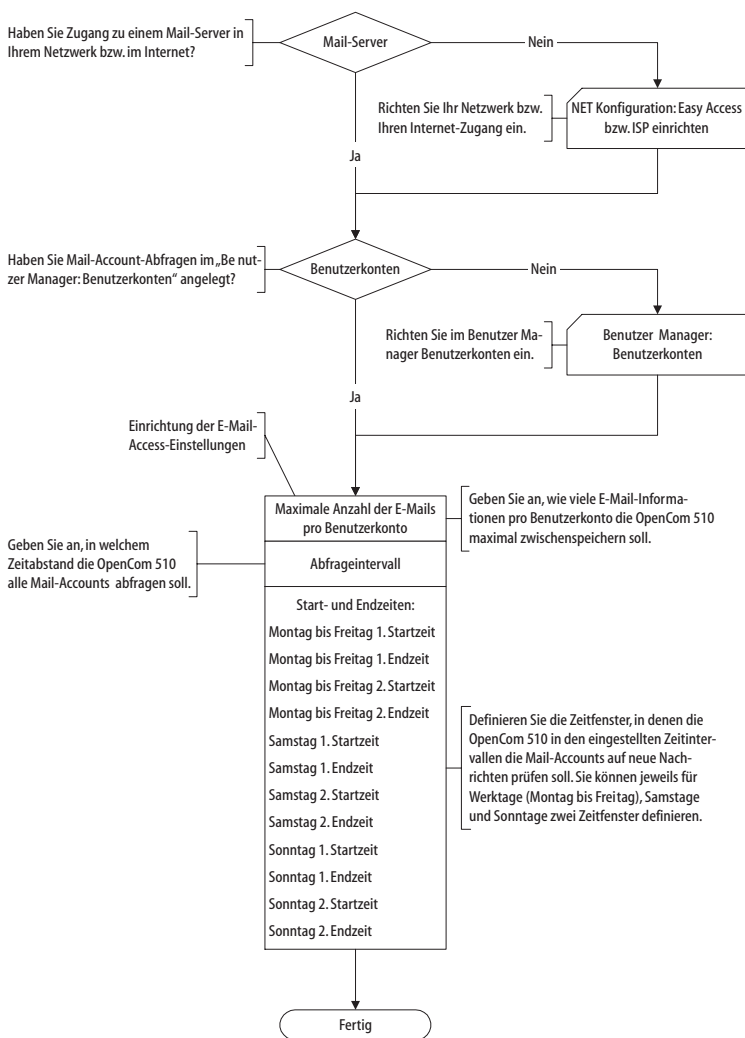 Haben Sie Zugang zu einem Mail-Server in
Ihrem Netzwerk bzw. im Internet?
Mail-Server
Nein
Richten Sie Ihr Netzwerk bzw.
Ihren Internet-Zugang ein.
NET Konfiguration: Easy Access
bzw. ISP einrichten
Ja
Haben Sie Mail-Account-Abfragen im „Be nut-
zer Manager: Benutzerkonten“ angelegt?
Benutzerkonten
Nein
Richten Sie im Benutzer Ma-
nager Benutzerkonten ein.
Benutzer Manager:
Benutzerkonten
Ja
Einrichtung der E-Mail-
Access-Einstellungen
Maximale Anzahl der E-Mails
pro Benutzerkonto
Geben Sie an, wie viele E-Mail-Informa-
tionen pro Benutzerkonto die OpenCom 510
maximal zwischenspeichern soll.
Geben Sie an, in welchem
Zeitabstand die OpenCom 510
alle Mail-Accounts abfragen soll.
Abfrageintervall
Start- und Endzeiten:
Montag bis Freitag 1. Startzeit
Montag bis Freitag 1. Endzeit
Montag bis Freitag 2. Startzeit
Montag bis Freitag 2. Endzeit
Samstag 1. Startzeit
Samstag 1. Endzeit
Samstag 2. Startzeit
Samstag 2. Endzeit
Sonntag 1. Startzeit
Sonntag 1. Endzeit
Sonntag 2. Startzeit
Sonntag 2. Endzeit
Definieren Sie die Zeitfenster, in denen die
OpenCom 510 in den eingestellten Zeitinter-
vallen die Mail-Accounts auf neue Nach-
richten prüfen soll. Sie können jeweils für
Werktage (Montag bis Freitag), Samstage
und Sonntage zwei Zeitfenster definieren.
Fertig